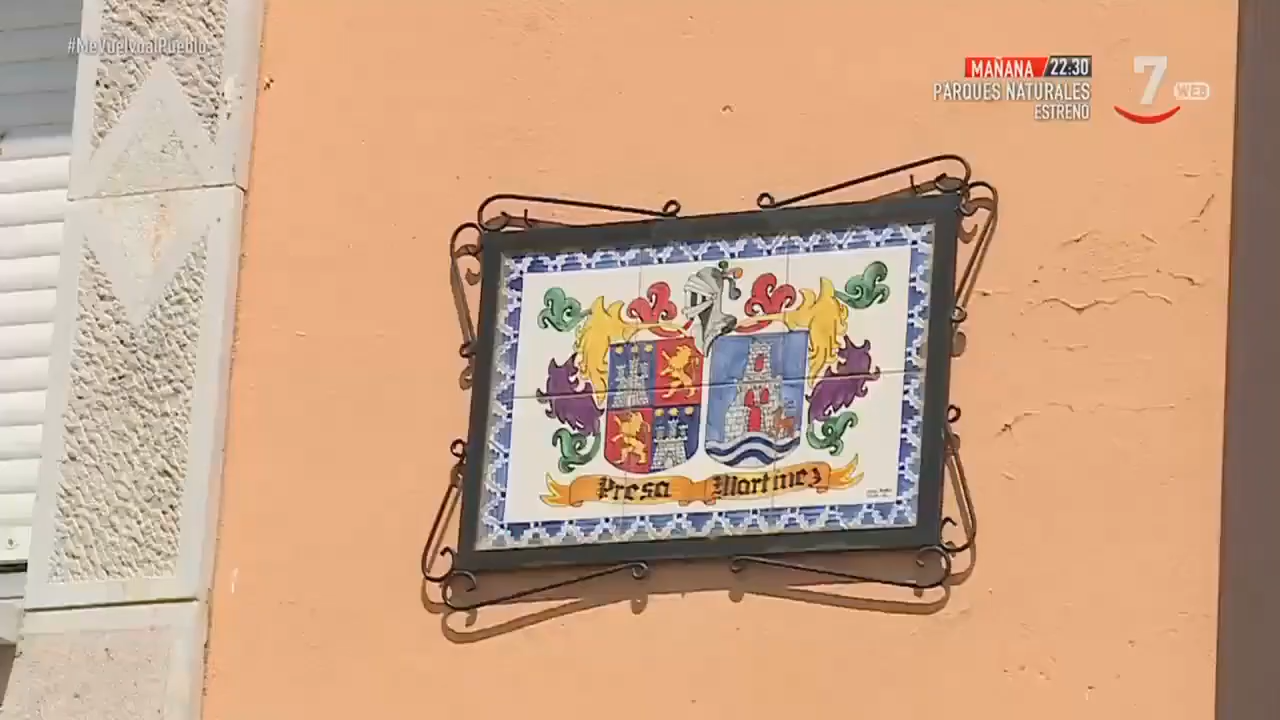 #MeVuelvoalPueblo
MAÑANA 22:30
PARQUES NATURALES
ESTRENO
7 WEB
Presa Martinez